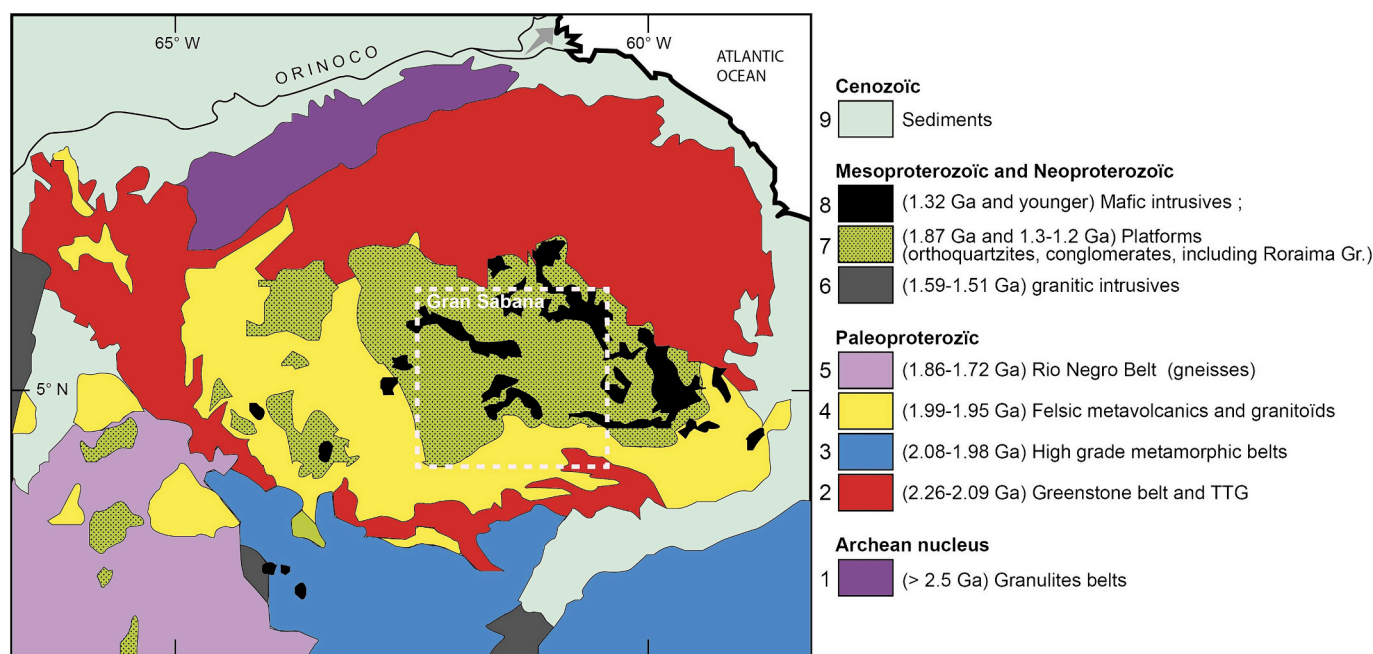 65° W
60° W
ATLANTIC
OCEAN
ORINOCO
Gran Sabana
5° N
Cenozoïc
9 Sediments
Mesoproterozoïc and Neoproterozoïc
8 (1.32 Ga and younger) Mafic intrusives ;
7 (1.87 Ga and 1.3-1.2 Ga) Platforms
(orthoquartzites, conglomerates, including Roraima Gr.)
6 (1.59-1.51 Ga) granitic intrusives
Paleoproterozoïc
5 (1.86-1.72 Ga) Rio Negro Belt (gneisses)
4 (1.99-1.95 Ga) Felsic metavolcanics and granitoïds
3 (2.08-1.98 Ga) High grade metamorphic belts
2 (2.26-2.09 Ga) Greenstone belt and TTG
Archean nucleus
1 (> 2.5 Ga) Granulites belts